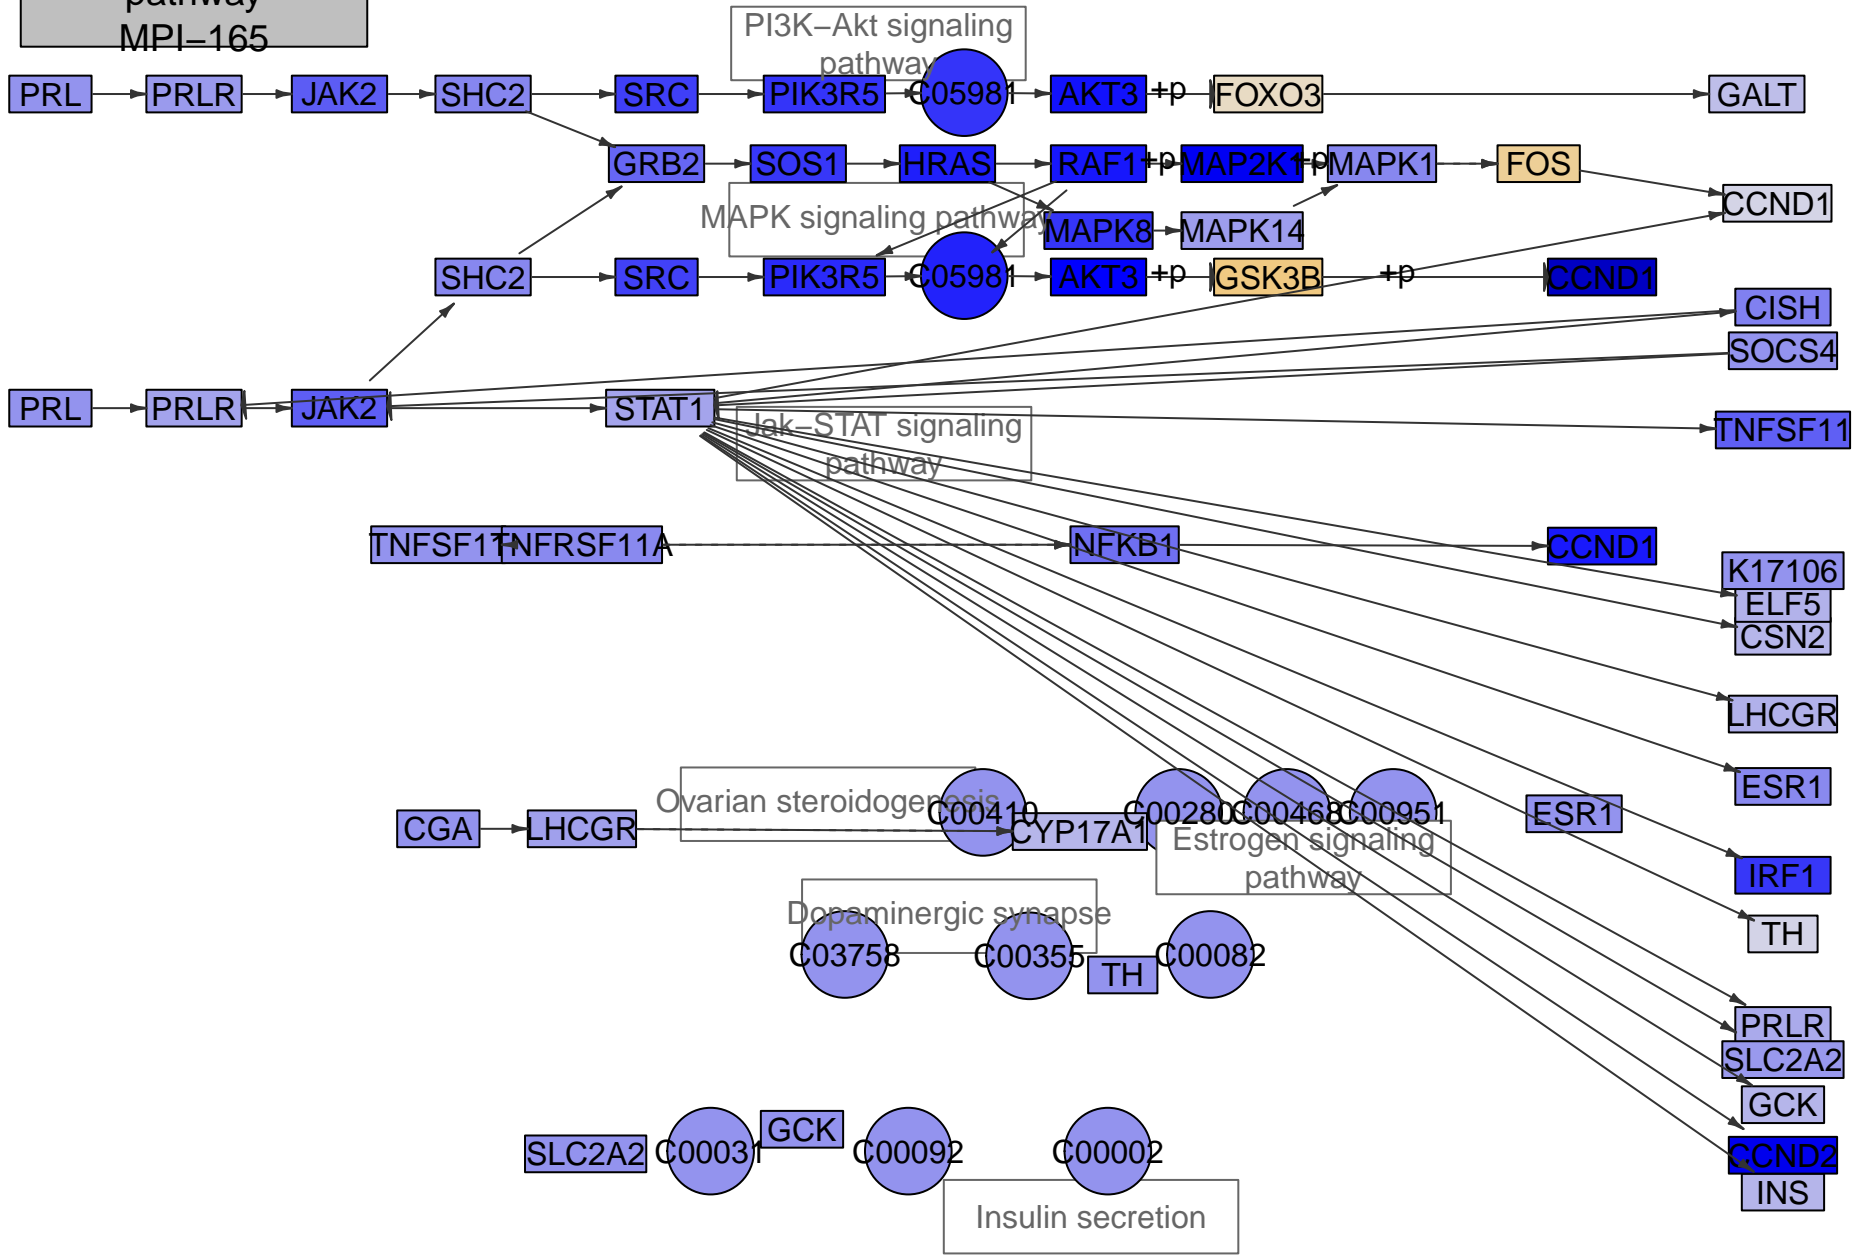 pathway
MPI–165
PI3K–Akt signaling
pathway
PRL
PRLR
JAK2
SHC2
SRC
PIK3R5
C05981
AKT3
+p
FOXO3
GALT
GRB2
SOS1
HRAS
RAF1
+p
MAP2K1
+p
MAPK1
FOS
CCND1
MAPK signaling pathway
MAPK8
MAPK14
SHC2
SRC
PIK3R5
C05981
AKT3
+p
GSK3B
+p
CCND1
CISH
SOCS4
PRL
PRLR
JAK2
STAT1
Jak–STAT signaling
pathway
TNFSF11
TNFSF11
TNFRSF11A
NFKB1
CCND1
K17106
ELF5
CSN2
LHCGR
ESR1
Ovarian steroidogenesis
C00410
C00280
C00468
C00951
ESR1
CGA
LHCGR
CYP17A1
Estrogen signaling
pathway
IRF1
Dopaminergic synapse
TH
C03758
C00355
TH
C00082
PRLR
SLC2A2
GCK
SLC2A2
C00031
GCK
C00092
C00002
CCND2
INS
Insulin secretion